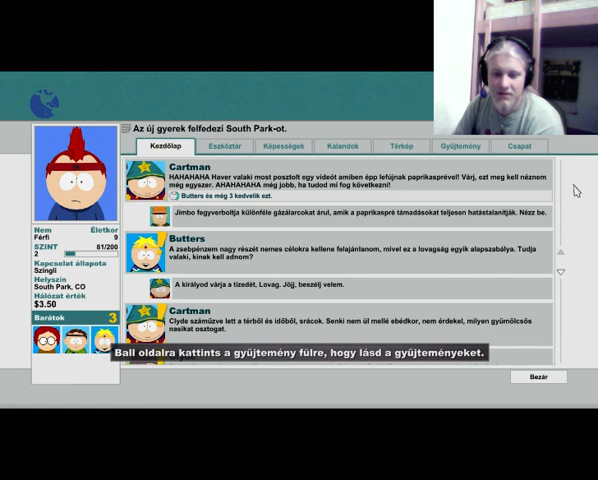 Az új gyerek felfedezi South Park-ot.
Kezdőlap
Eszköztár
Képességek
Kalandok
Térkép
Gyűjtemény
Csapat
Cartman
HAHAHAHA Haver valaki most posztolt egy videót amiben épp lefújnak paprikasprével! Várj, ezt meg kell néznem
még egyszer. AHAHAHAHA még jobb, ha tudod mi fog következni!
Butters és még 3 kedvelik ezt.
Jimbo fegyverboltja különféle gázálarcokat árul, amik a paprikaspré támadásokat teljesen hatástalanítják. Nézz be.
Butters
A zsebpénzem nagy részét nemes célokra kellene felajánlanom, mivel ez a lovagság egyik alapszabálya. Tudja
valaki, kinek kell adnom?
A királyod várja a tizedét, Lovag. Jöjj, beszélj velem.
Cartman
Clyde száműzve lett a térből és időből, srácok. Senki nem ül mellé ebédkor, nem érdekel, milyen gyümölcsös
nasikat osztogat.
Nem
Életkor
Férfi
9
SZINT
81/200
2
Kapcsolat állapota
Szingli
Helyszín
South Park, CO
Hálózat érték
$3.50
Barátok
3
Ball oldalra kattints a gyűjtemény fülre, hogy lásd a gyűjteményeket.
Bezár